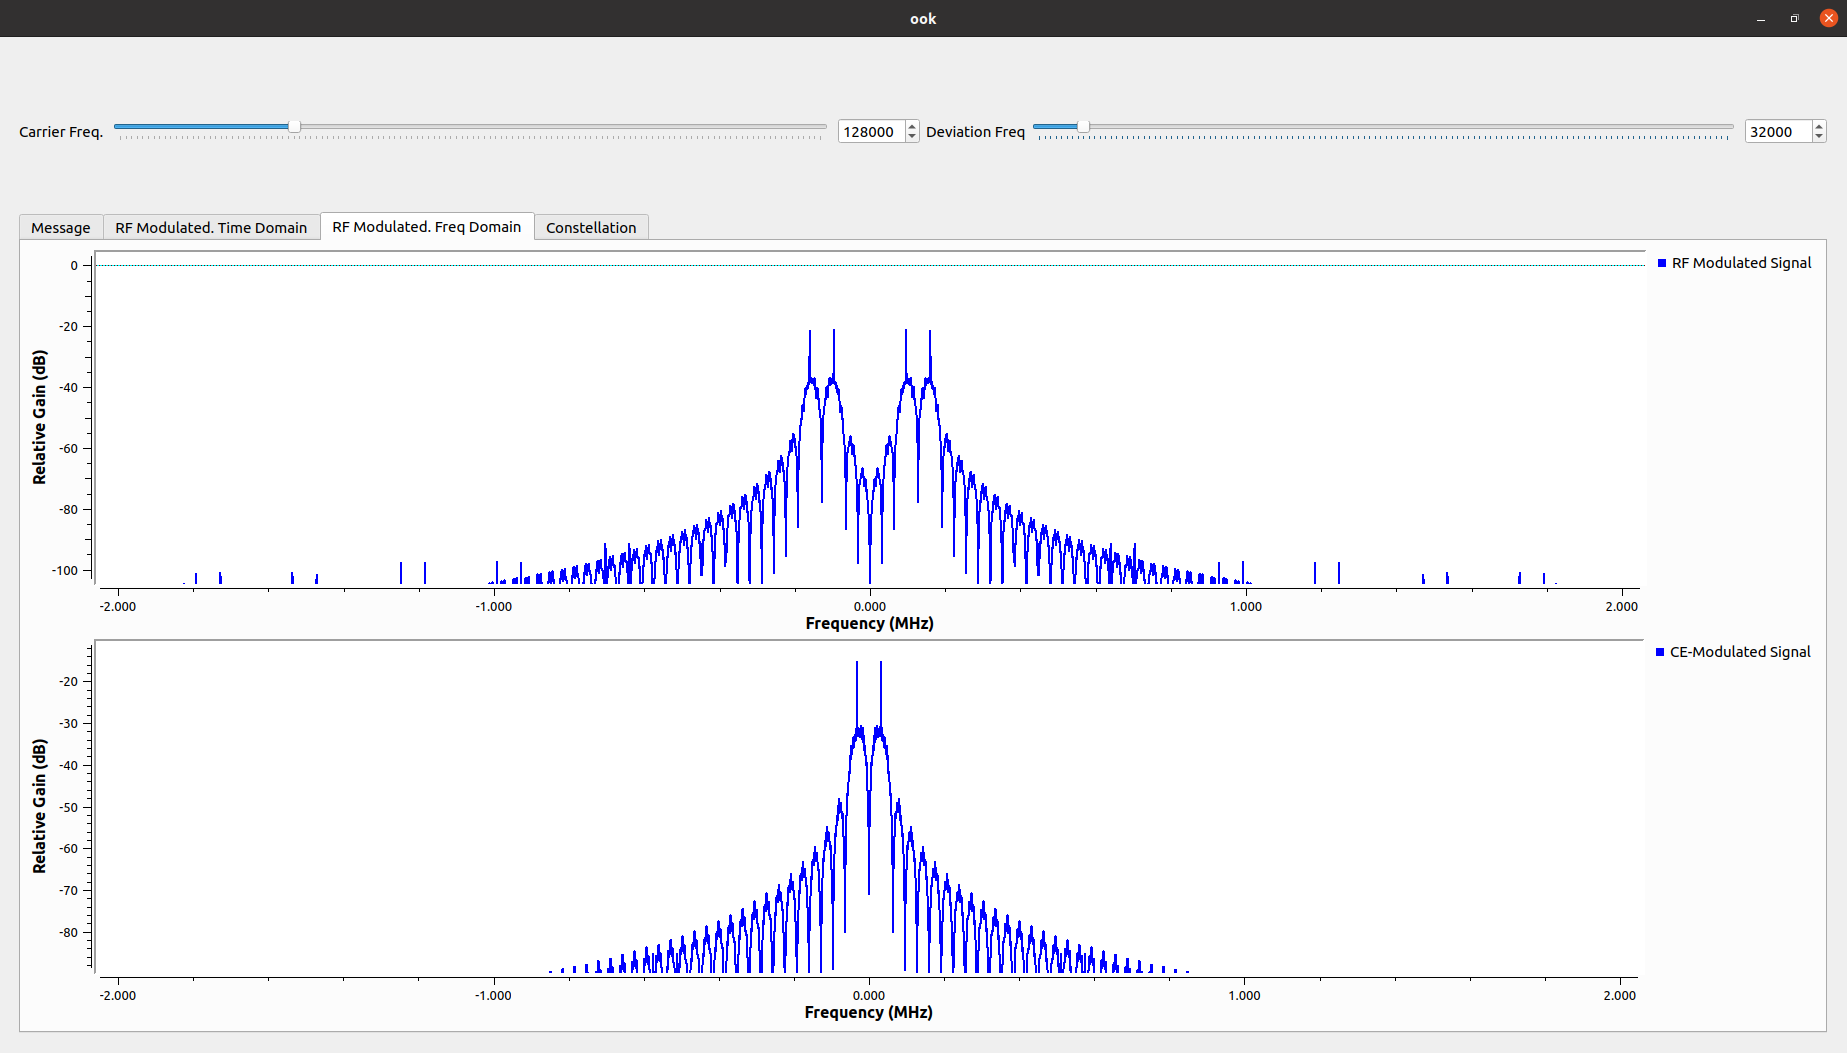 ook
Carrier Freq. 128000 Deviation Freq 32000
Message RF Modulated. Time Domain RF Modulated. Freq Domain Constellation
RF Modulated Signal
Relative Gain (dB)
0
-20
-40
-60
-80
-100
-2.000 -1.000 0.000 1.000 2.000
Frequency (MHz)
CE-Modulated Signal
Relative Gain (dB)
-20
-30
-40
-50
-60
-70
-80
-2.000 -1.000 0.000 1.000 2.000
Frequency (MHz)